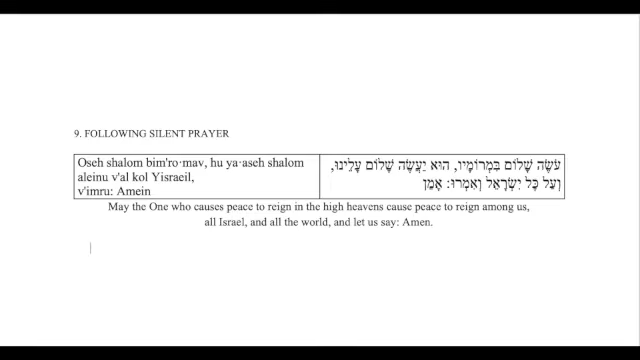 9. FOLLOWING SILENT PRAYER
Oseh shalom bim'ro·mav, hu ya·aseh shalom
aleinu v'al kol Yisraeil,
v'imru: Amein
עֹשֶׂה שָׁלוֹם בִּמְרוֹמָיו, הוּא יַעֲשֶׂה שָׁלוֹם עָלֵינוּ,
וְעַל כָּל יִשְׂרָאֵל וְאִמְרוּ: אָמֵן
May the One who causes peace to reign in the high heavens cause peace to reign among us,
all Israel, and all the world, and let us say: Amen.